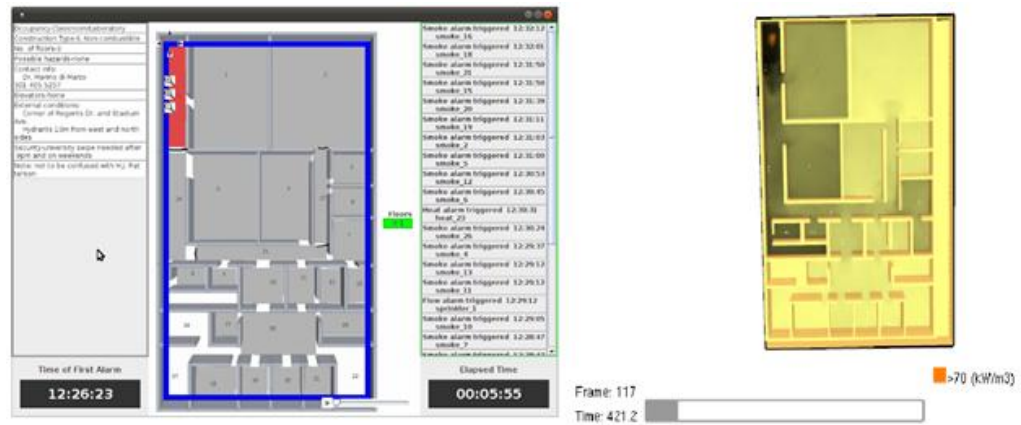 Occupancy-Classroom/laboratory
Construction Type-II, Non-combustible
No. of floors-1
Possible hazards-none
Contact info:
Dr. Marino di Marzo
301 405 5257
Elevators-None
External conditions:
Corner of Regents Dr. and Stadium
Ave.
Hydrants 10m from west and north
sides
Security-University swipe needed after
and on weekends
Note: not to be confused with H.J. Pat
terson
Time of First Alarm
12:26:23
Floors
Smoke alarm triggered 12:32:12
smoke_16
Smoke alarm triggered 12:32:01
smoke_18
Smoke alarm triggered 12:31:50
smoke_21
Smoke alarm triggered 12:31:50
smoke_15
Smoke alarm triggered 12:31:39
smoke_20
Smoke alarm triggered 12:31:11
smoke_19
Smoke alarm triggered 12:31:03
smoke_2
Smoke alarm triggered 12:31:00
smoke_5
Smoke alarm triggered 12:30:53
smoke_12
Smoke alarm triggered 12:30:45
smoke_6
Heat alarm triggered 12:30:31
heat_23
Smoke alarm triggered 12:30:24
smoke_26
Smoke alarm triggered 12:29:37
smoke_4
Smoke alarm triggered 12:29:12
smoke_13
Smoke alarm triggered 12:29:12
smoke_11
Flow alarm triggered 12:29:12
sprinkler_1
Smoke alarm triggered 12:29:05
smoke_10
Smoke alarm triggered 12:28:47
smoke_7
Elapsed Time
00:05:55
>70 (kW/m3)
Frame: 117
Time: 421.2